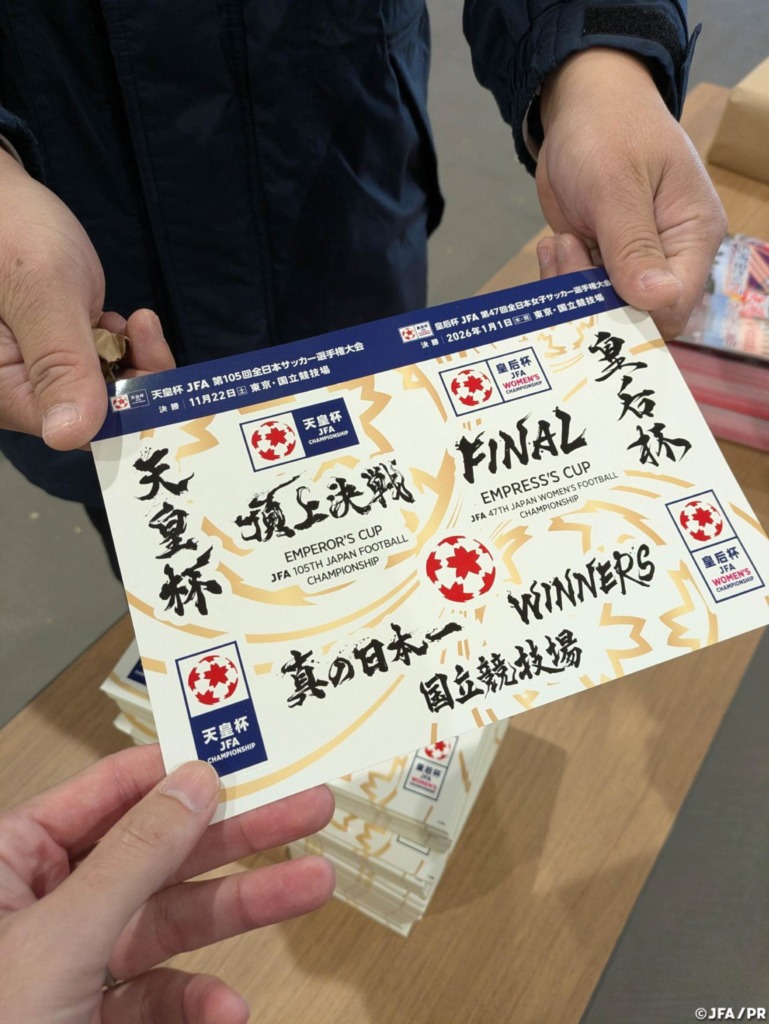 天皇杯 JFA 第105回全日本サッカー選手権大会
決勝 | 11月22日(土) 東京・国立競技場
皇后杯 JFA 第47回全日本女子サッカー選手権大会
決勝 | 2026年1月1日(木・祝) 東京・国立競技場
天皇杯
JFA
CHAMPIONSHIP
皇后杯
JFA
WOMEN'S
CHAMPIONSHIP
天皇杯
頂上決戦
EMPEROR'S CUP
JFA 105TH JAPAN FOOTBALL
CHAMPIONSHIP
FINAL
EMPRESS'S CUP
JFA 47TH JAPAN WOMEN'S FOOTBALL
CHAMPIONSHIP
皇后杯
真の日本一
WINNERS
国立競技場
天皇杯
JFA
CHAMPIONSHIP
皇后杯
JFA
WOMEN'S
CHAMPIONSHIP
皇后杯
JFA
WOMEN'S
©JFA/PR